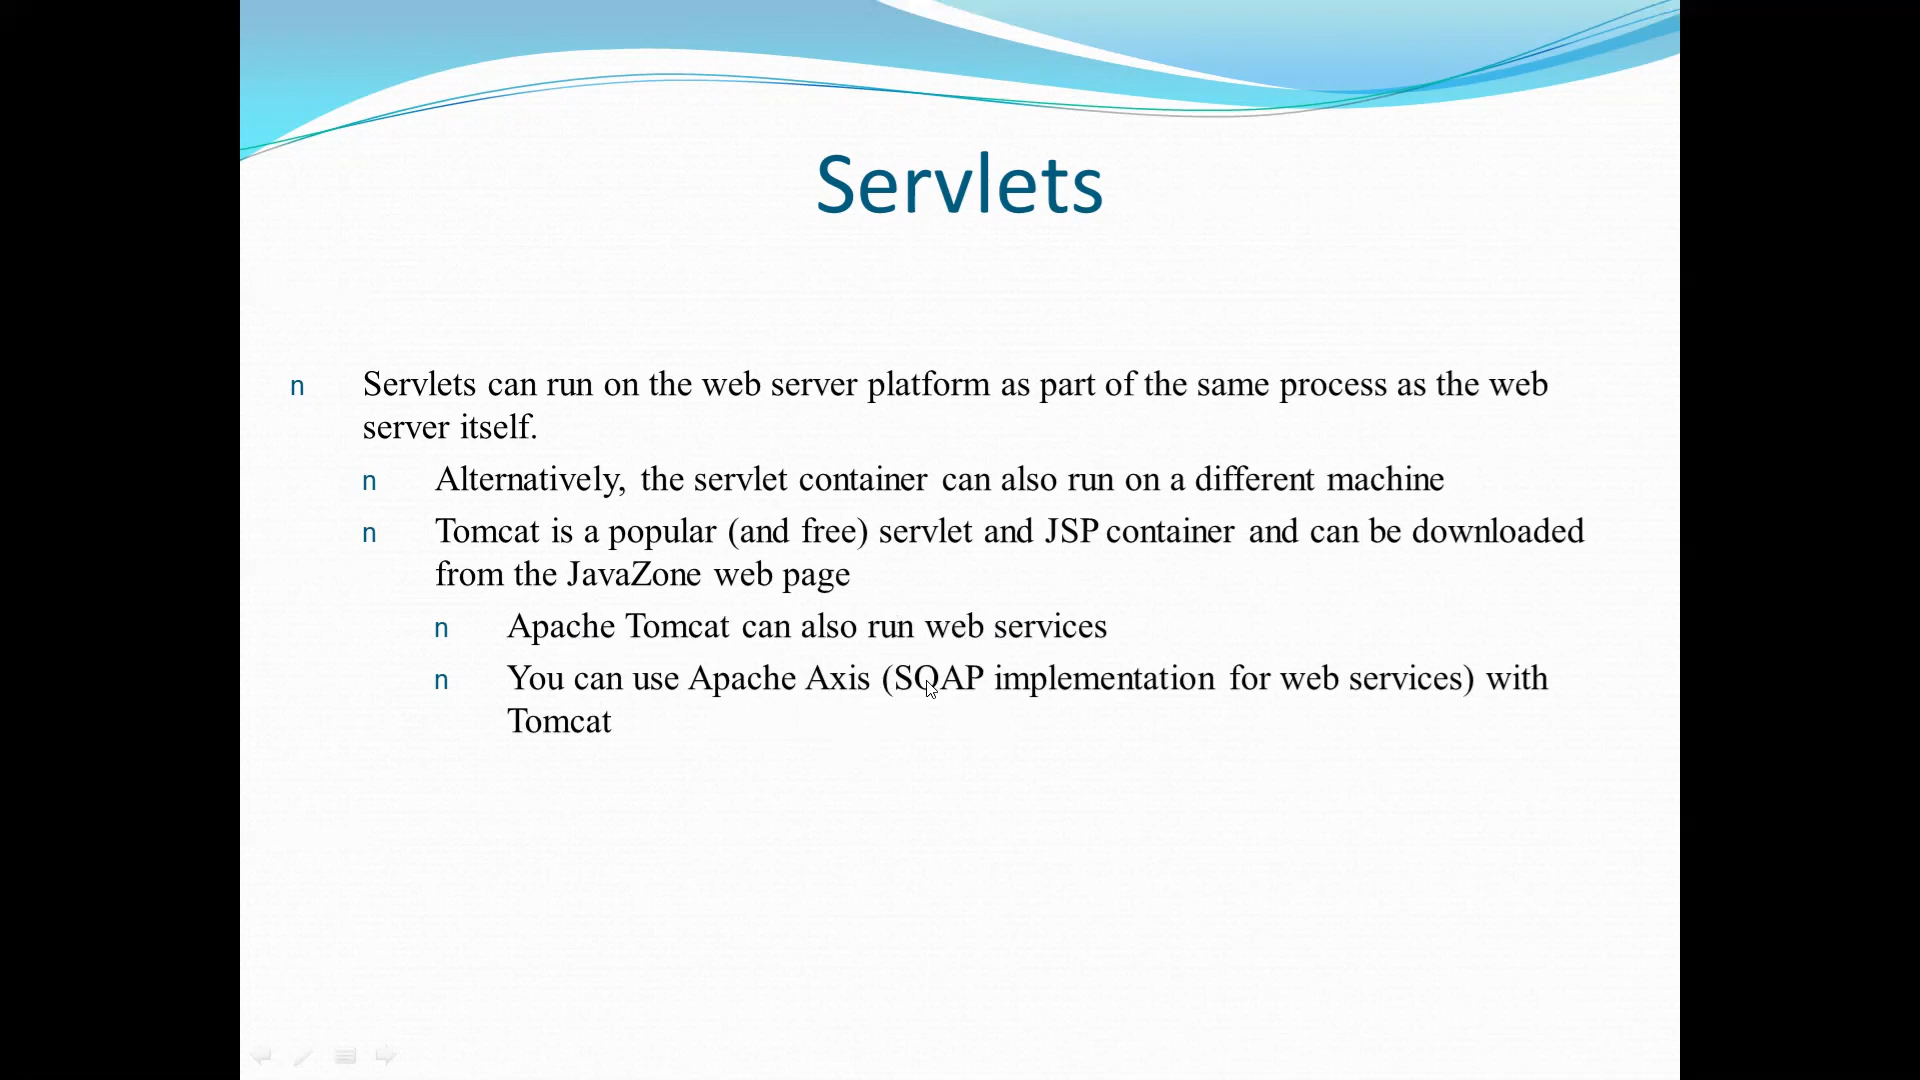 Servlets
n Servlets can run on the web server platform as part of the same process as the web
server itself.
n Alternatively, the servlet container can also run on a different machine
n Tomcat is a popular (and free) servlet and JSP container and can be downloaded
from the JavaZone web page
n Apache Tomcat can also run web services
n You can use Apache Axis (SOAP implementation for web services) with
Tomcat